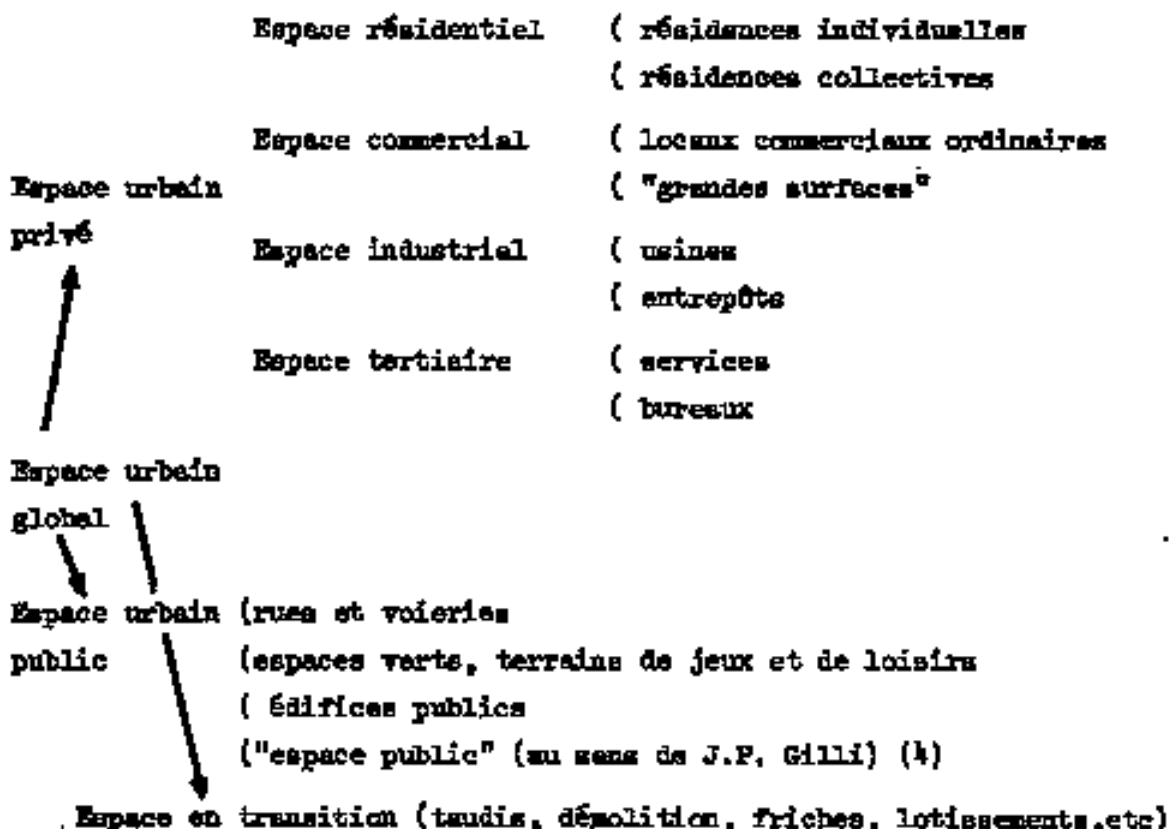 Espace résidentiel ( résidences individuelles
( résidences collectives
Espace commercial ( locaux commerciaux ordinaires
Espace urbain ( "grandes surfaces"
privé
Espace industriel ( usines
( entrepôts
Espace tertiaire ( services
( bureaux
Espace urbain
global
Espace urbain (rues et voieries
public (espaces verts, terrains de jeux et de loisirs
( édifices publics
("espace public" (au sens de J.P. Gilli) (4)
Espace en transition (taudis, démolition, friches, lotissements,etc)